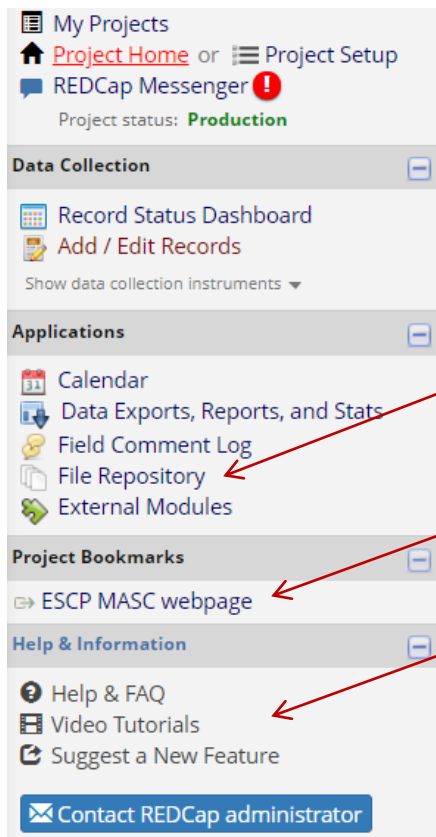 My Projects
Project Home or Project Setup
REDCap Messenger !
Project status: Production
Data Collection
Record Status Dashboard
Add / Edit Records
Show data collection instruments
Applications
31 Calendar
Data Exports, Reports, and Stats
Field Comment Log
File Repository
External Modules
Project Bookmarks
ESCP MASC webpage
Help & Information
? Help & FAQ
Video Tutorials
Suggest a New Feature
Contact REDCap administrator